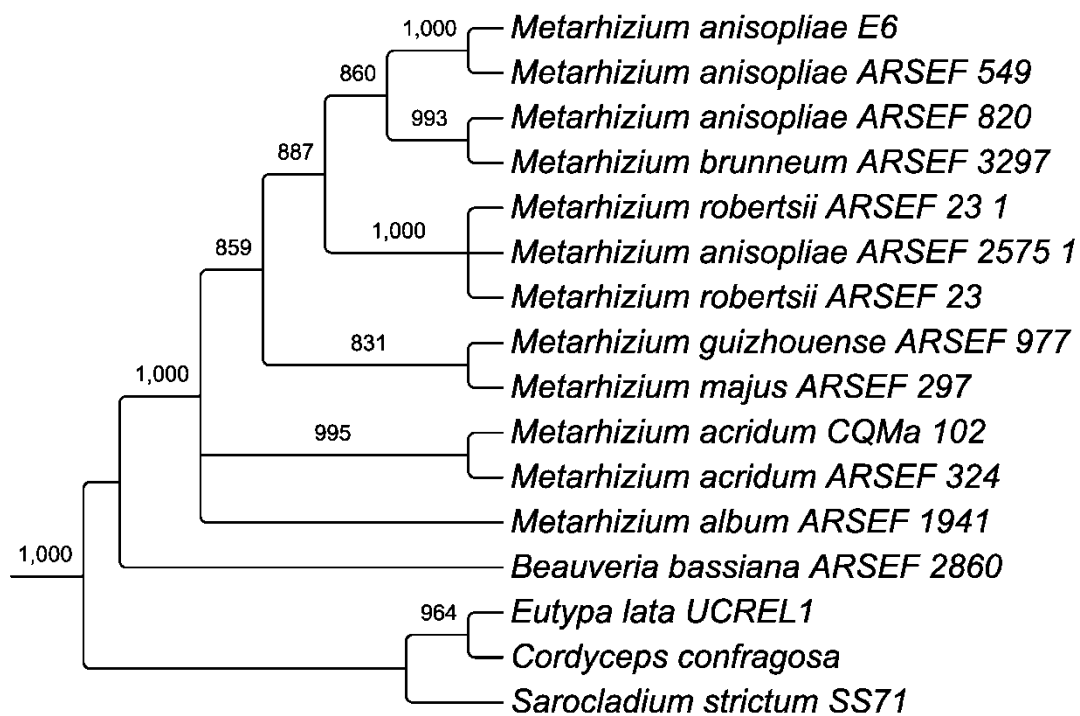 1,000
Metarhizium anisopliae E6
Metarhizium anisopliae ARSEF 549
860
Metarhizium anisopliae ARSEF 820
993
Metarhizium brunneum ARSEF 3297
887
Metarhizium robertsii ARSEF 23 1
1,000
Metarhizium anisopliae ARSEF 2575 1
859
Metarhizium robertsii ARSEF 23
Metarhizium guizhouense ARSEF 977
831
Metarhizium majus ARSEF 297
1,000
Metarhizium acridum CQMa 102
995
Metarhizium acridum ARSEF 324
Metarhizium album ARSEF 1941
1,000
Beauveria bassiana ARSEF 2860
964
Eutypa lata UCREL1
Cordyceps confragosa
Sarocladium strictum SS71